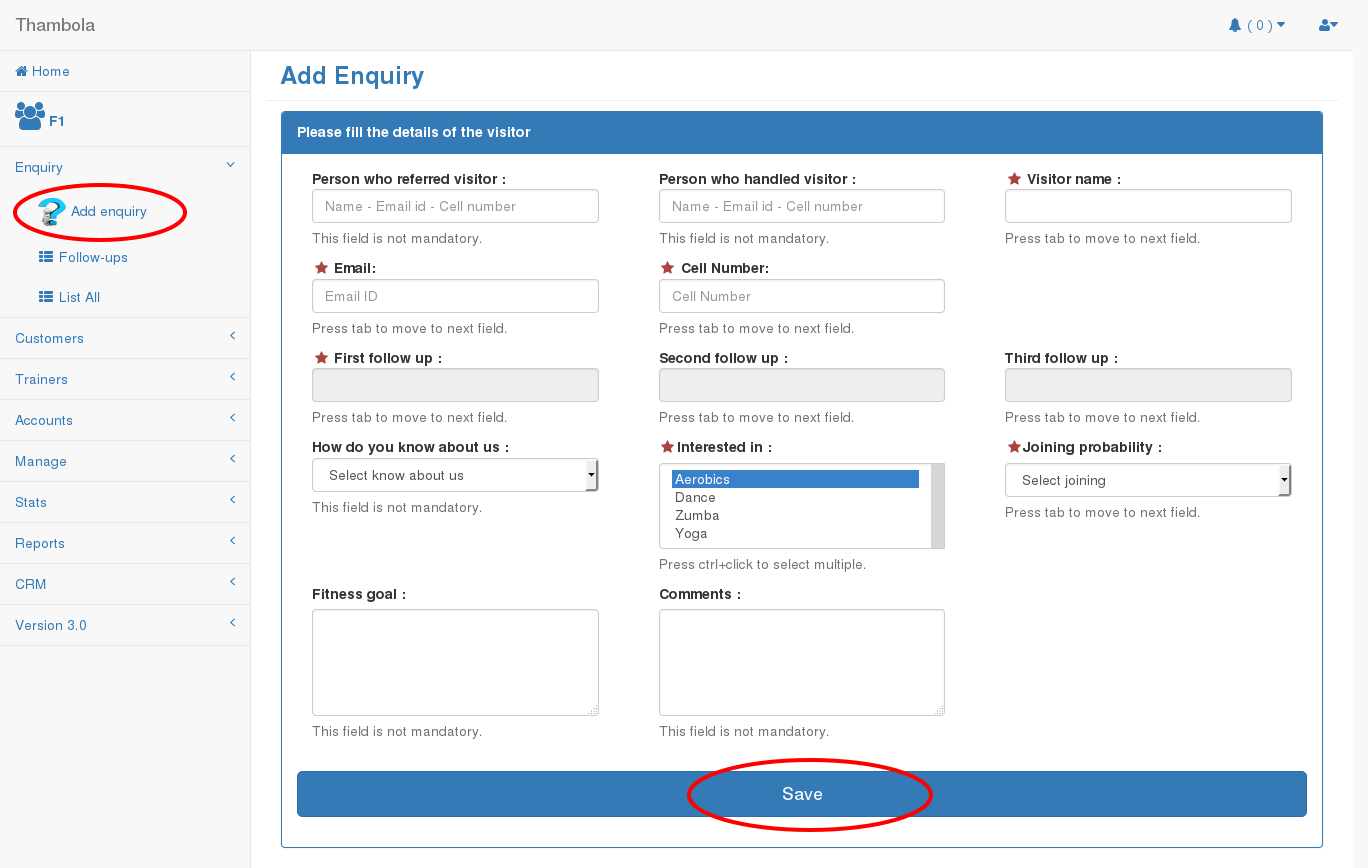 Thambola
( 0 )
Home
F1
Enquiry
Add enquiry
Follow-ups
List All
Customers
Trainers
Accounts
Manage
Stats
Reports
CRM
Version 3.0
Add Enquiry
Please fill the details of the visitor
Person who referred visitor :
Name - Email id - Cell number
This field is not mandatory.
Person who handled visitor :
Name - Email id - Cell number
This field is not mandatory.
Visitor name :
Press tab to move to next field.
Email:
Email ID
Press tab to move to next field.
Cell Number:
Cell Number
Press tab to move to next field.
First follow up :
Press tab to move to next field.
Second follow up :
Press tab to move to next field.
Third follow up :
Press tab to move to next field.
How do you know about us :
Select know about us
This field is not mandatory.
Interested in :
Aerobics
Dance
Zumba
Yoga
Press ctrl+click to select multiple.
Joining probability :
Select joining
Press tab to move to next field.
Fitness goal :
This field is not mandatory.
Comments :
This field is not mandatory.
Save